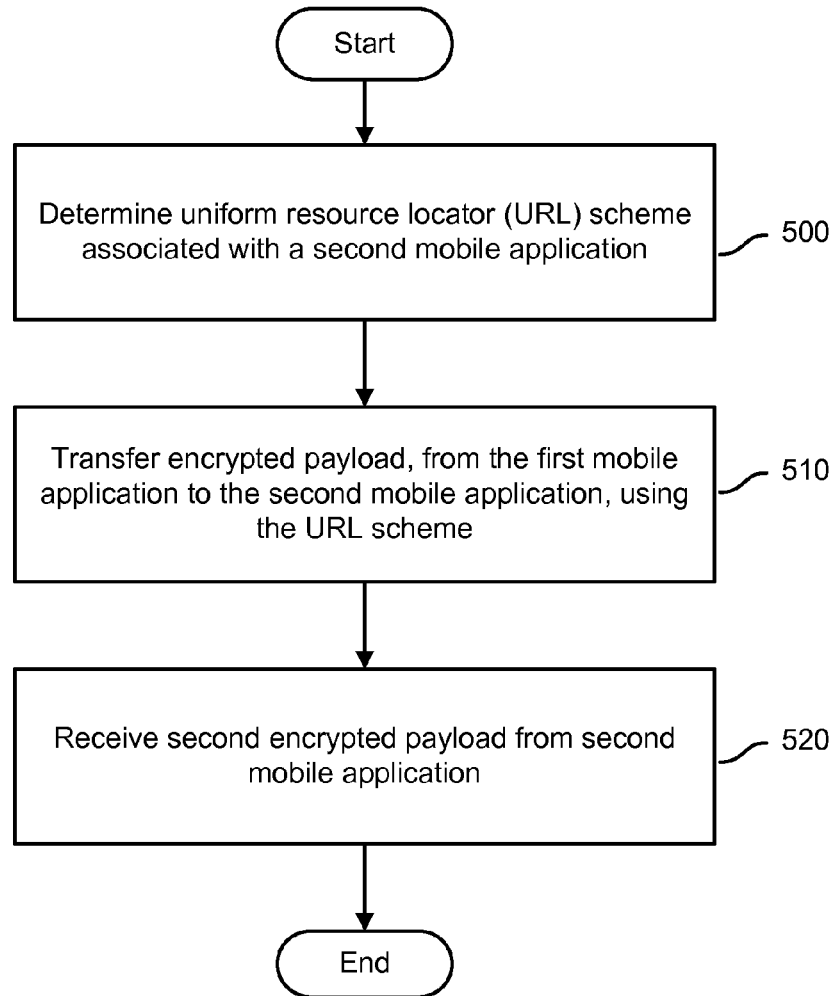 Start
Determine uniform resource locator (URL) scheme
associated with a second mobile application
500
Transfer encrypted payload, from the first mobile
application to the second mobile application, using
the URL scheme
510
Receive second encrypted payload from second
mobile application
520
End